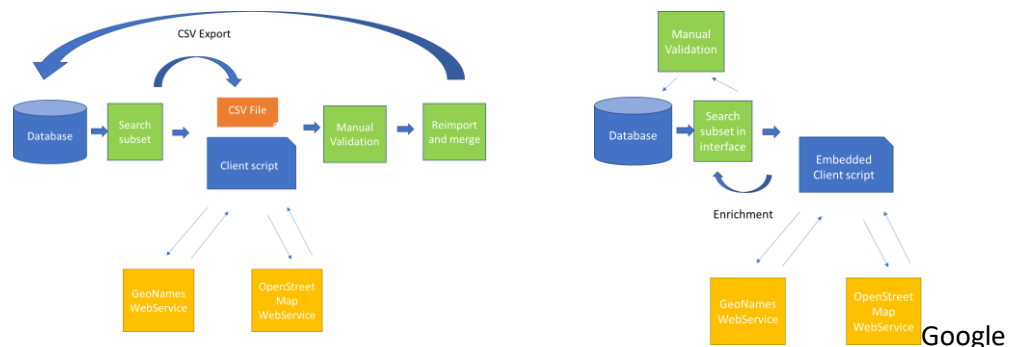 CSV Export
Database
Search
subset
CSV File
Client script
Manual
Validation
Reimport
and merge
GeoNames
WebService
OpenStreet
Map
WebService
Manual
Validation
Database
Search
subset in
interface
Embedded
Client script
Enrichment
GeoNames
WebService
OpenStreet
Map
WebService
Google